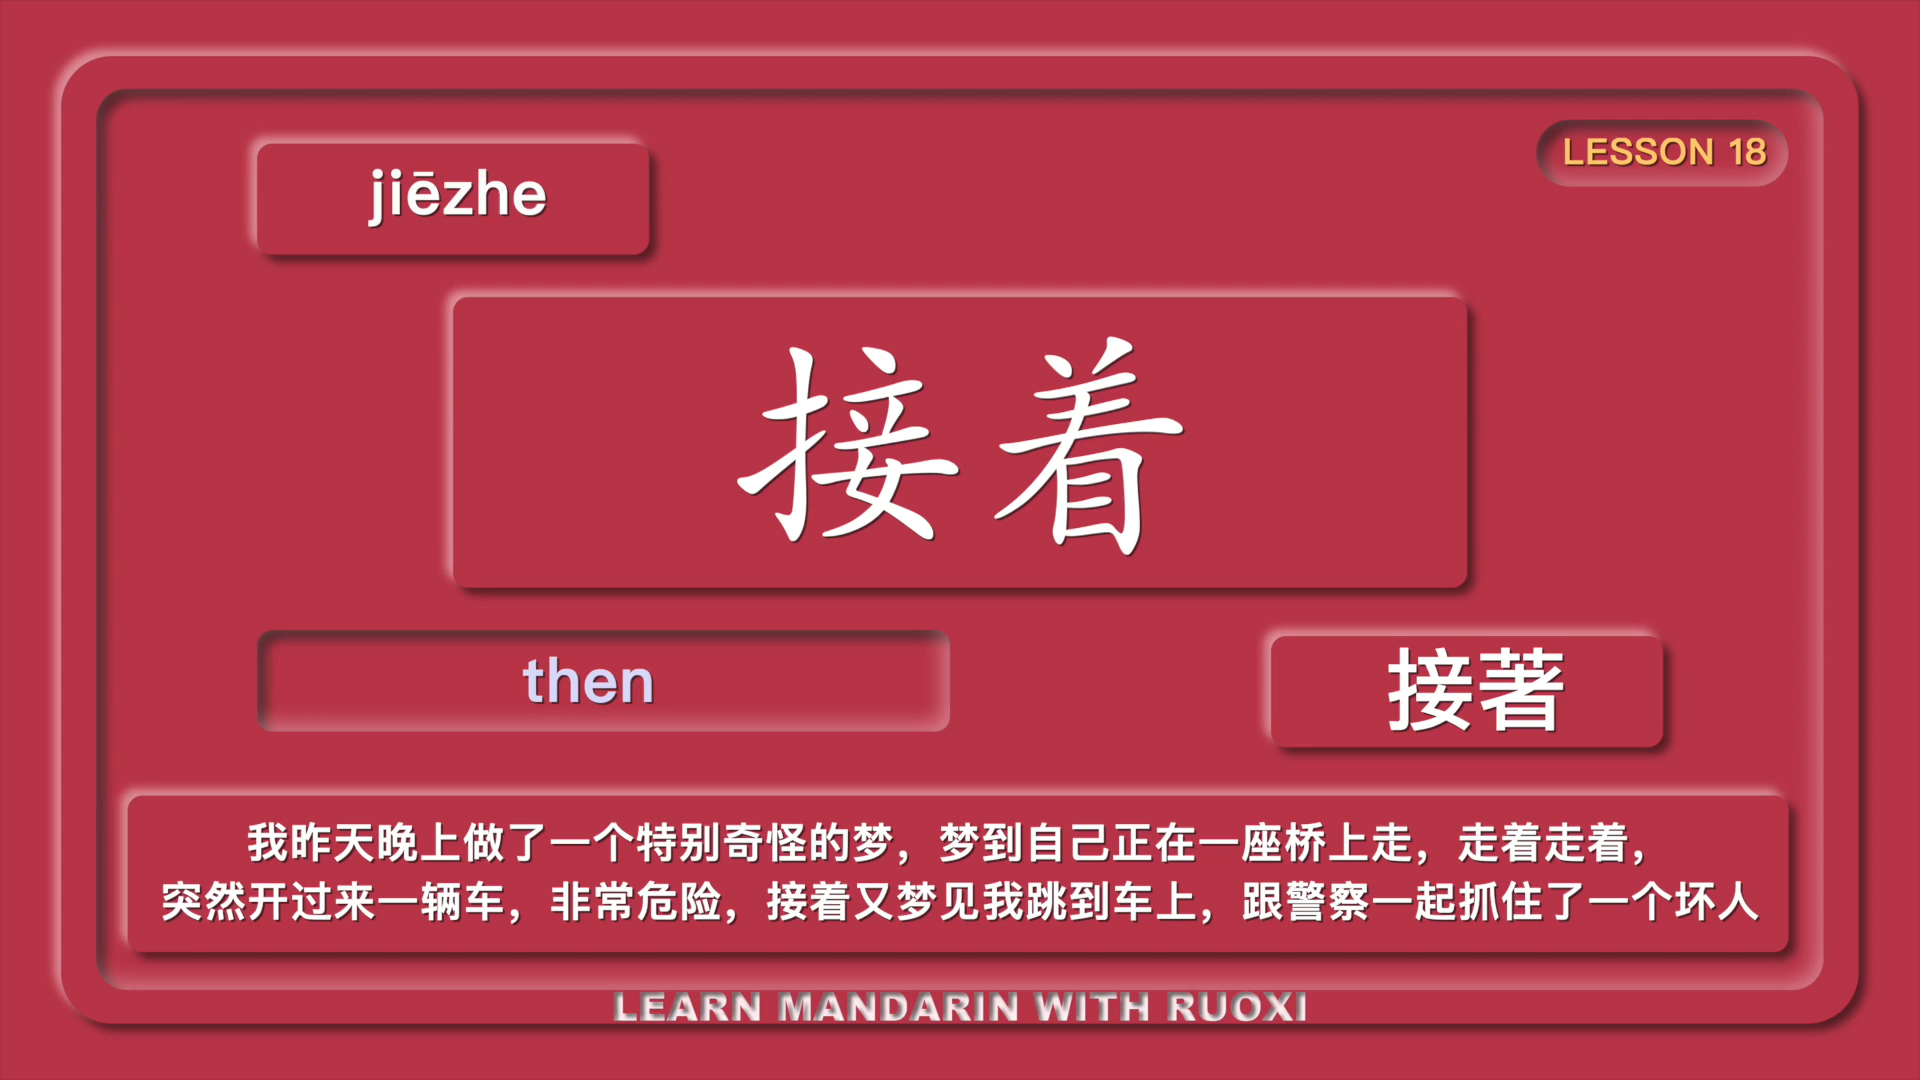 LESSON 18
jiēzhe
接着
then
接著
我昨天晚上做了一个特别奇怪的梦，梦到自己正在一座桥上走，走着走着，
突然开过来一辆车，非常危险，接着又梦见我跳到车上，跟警察一起抓住了一个坏人
LEARN MANDARIN WITH RUOXI